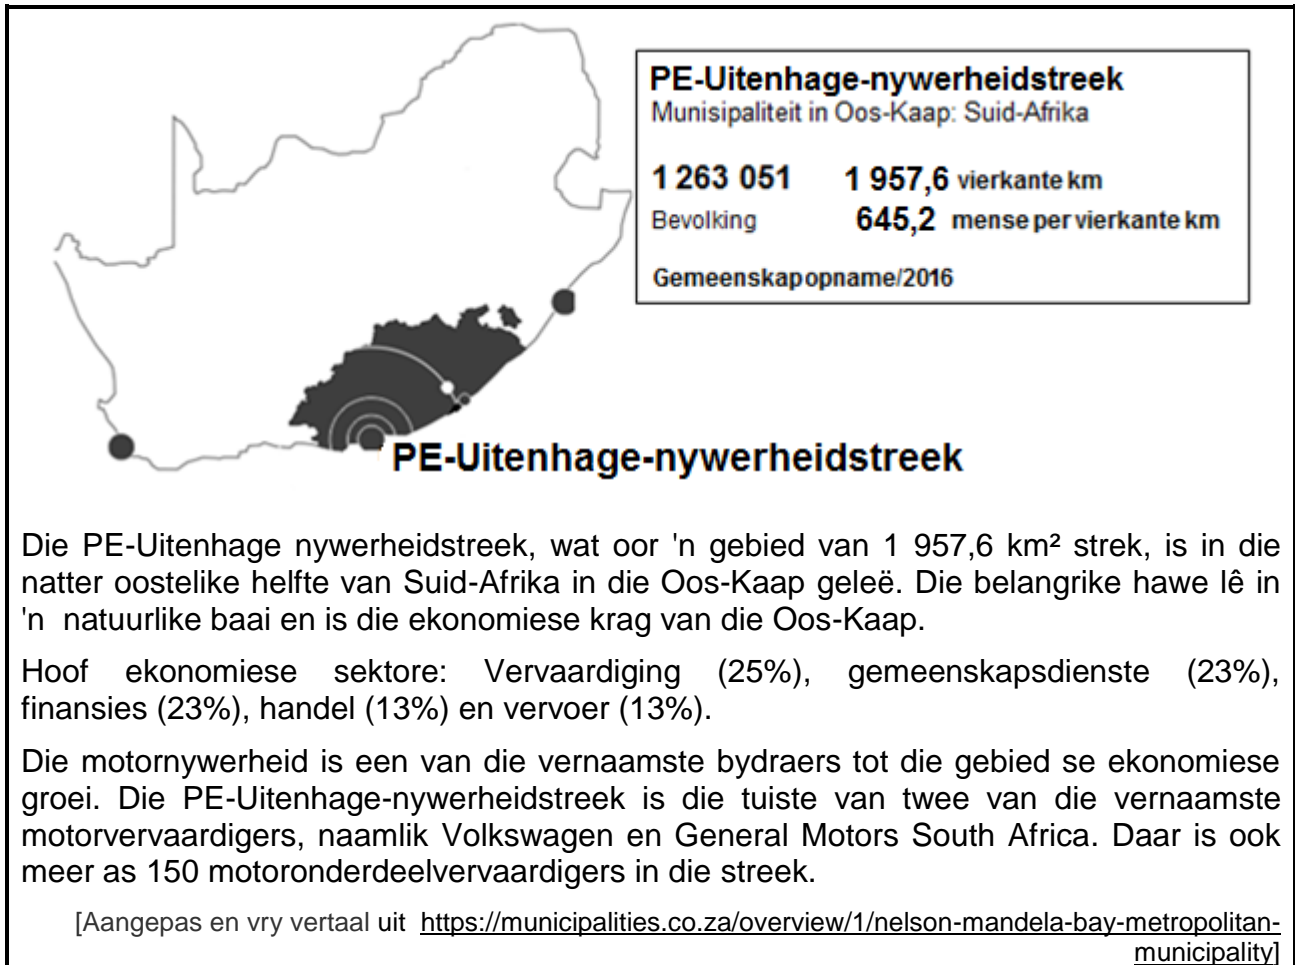 PE-Uitenhage-nywerheidstreek
Munisipaliteit in Oos-Kaap: Suid-Afrika
1 263 051 1 957,6 vierkante km
Bevolking 645,2 mense per vierkante km
Gemeenskapopname/2016
PE-Uitenhage-nywerheidstreek
Die PE-Uitenhage nywerheidstreek, wat oor 'n gebied van 1 957,6 km² strek, is in die
natter oostelike helfte van Suid-Afrika in die Oos-Kaap geleë. Die belangrike hawe lê in
'n natuurlike baai en is die ekonomiese krag van die Oos-Kaap.
Hoof ekonomiese sektore: Vervaardiging (25%), gemeenskapsdienste (23%),
finansies (23%), handel (13%) en vervoer (13%).
Die motornywerheid is een van die vernaamste bydraers tot die gebied se ekonomiese
groei. Die PE-Uitenhage-nywerheidstreek is die tuiste van twee van die vernaamste
motorvervaardigers, naamlik Volkswagen en General Motors South Africa. Daar is ook
meer as 150 motoronderdeelvervaardigers in die streek.
[Aangepas en vry vertaal uit https://municipalities.co.za/overview/1/nelson-mandela-bay-metropolitan-
municipality]